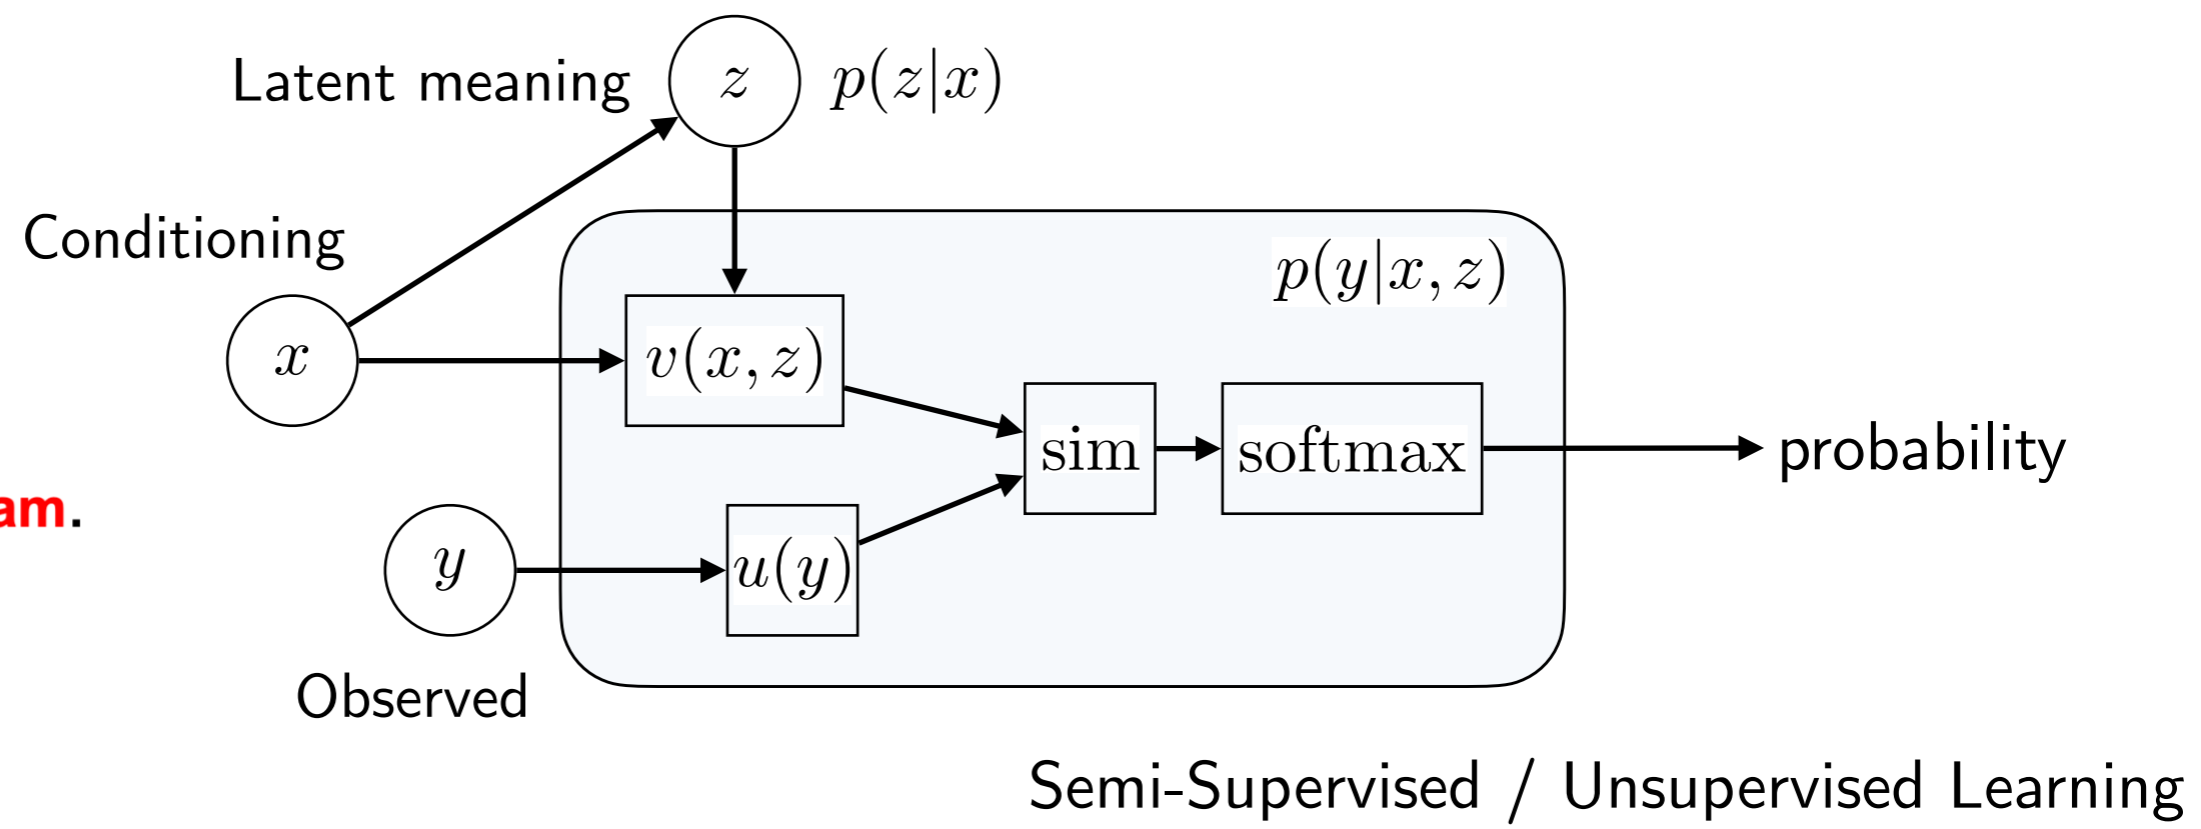 Latent meaning
z
p(z|x)
Conditioning
p(y|x, z)
x
v(x, z)
sim
softmax
probability
am.
y
u(y)
Observed
Semi-Supervised / Unsupervised Learning